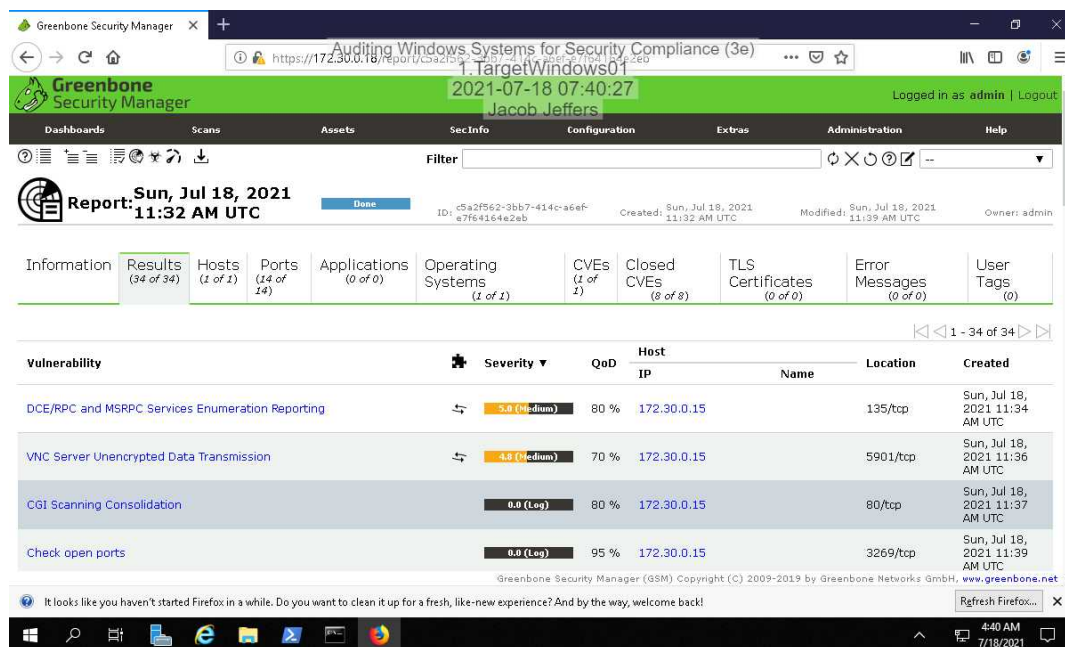 Greenbone Security Manager
https://172.30.0.18/report/c5a2f562-3bb7-414c-a6ef-e7f64164e2eb
Auditing Windows Systems for Security Compliance (3e)
1.TargetWindows01
2021-07-18 07:40:27
Jacob Jeffers
Greenbone
Security Manager
Logged in as admin | Logout
Dashboards Scans Assets SecInfo Configuration Extras Administration Help
Filter --
Report: Sun, Jul 18, 2021 11:32 AM UTC
Done
ID: c5a2f562-3bb7-414c-a6ef-e7f64164e2eb
Created: Sun, Jul 18, 2021 11:32 AM UTC
Modified: Sun, Jul 18, 2021 11:39 AM UTC
Owner: admin
Information
Results (34 of 34)
Hosts (1 of 1)
Ports (14 of 14)
Applications (0 of 0)
Operating Systems (1 of 1)
CVEs (1 of 1)
Closed CVEs (8 of 8)
TLS Certificates (0 of 0)
Error Messages (0 of 0)
User Tags (0)
1 - 34 of 34
Vulnerability Severity ▼ QoD Host IP Name Location Created
DCE/RPC and MSRPC Services Enumeration Reporting 5.0 (Medium) 80 % 172.30.0.15 135/tcp Sun, Jul 18, 2021 11:34 AM UTC
VNC Server Unencrypted Data Transmission 4.8 (Medium) 70 % 172.30.0.15 5901/tcp Sun, Jul 18, 2021 11:36 AM UTC
CGI Scanning Consolidation 0.0 (Log) 80 % 172.30.0.15 80/tcp Sun, Jul 18, 2021 11:37 AM UTC
Check open ports 0.0 (Log) 95 % 172.30.0.15 3269/tcp Sun, Jul 18, 2021 11:39 AM UTC
Greenbone Security Manager (GSM) Copyright (C) 2009-2019 by Greenbone Networks GmbH, www.greenbone.net
It looks like you haven't started Firefox in a while. Do you want to clean it up for a fresh, like-new experience? And by the way, welcome back!
Refresh Firefox...
4:40 AM
7/18/2021